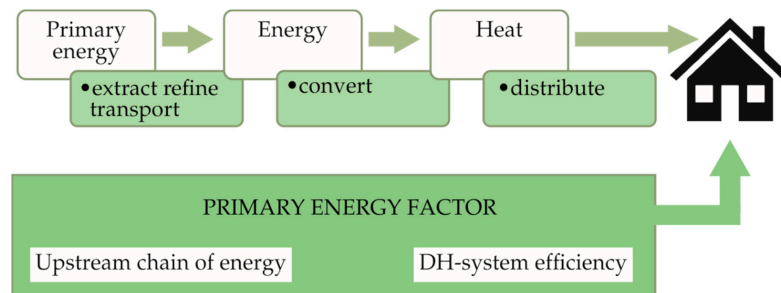 Primary
energy
Energy
Heat
•extract refine
transport
•convert
•distribute
PRIMARY ENERGY FACTOR
Upstream chain of energy
DH-system efficiency